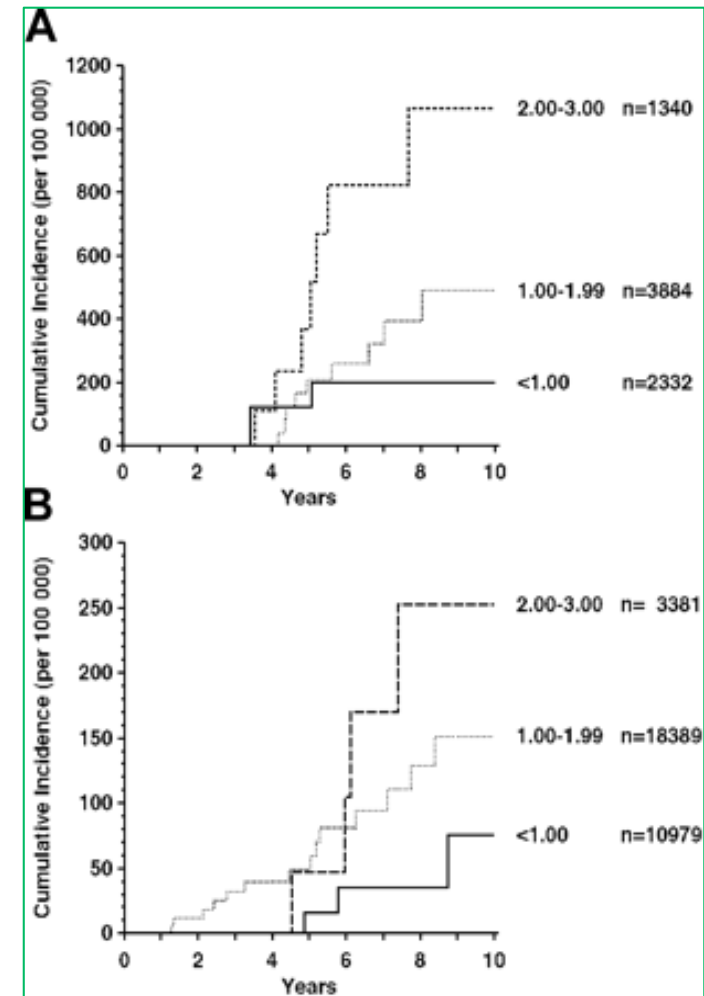 A
Cumulative Incidence (per 100 000)
1200
1000
800
600
400
200
0
2.00-3.00 n=1340
1.00-1.99 n=3884
<1.00 n=2332
0 2 4 6 8 10
Years
B
Cumulative Incidence (per 100 000)
300
250
200
150
100
50
0
2.00-3.00 n= 3381
1.00-1.99 n=18389
<1.00 n=10979
0 2 4 6 8 10
Years